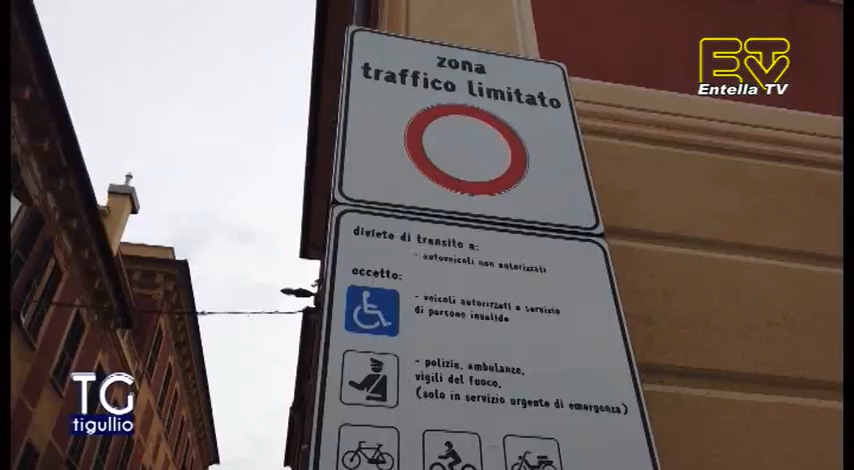 zona
traffico limitato
divieto di transito a:
- autoveicoli non autorizzati
eccetto:
- veicoli autorizzati a servizio
di persone invalide
- polizia, ambulanze,
vigili del fuoco,
(solo in servizio urgente di emergenza)
ETV
Entella TV
TG
tigullio